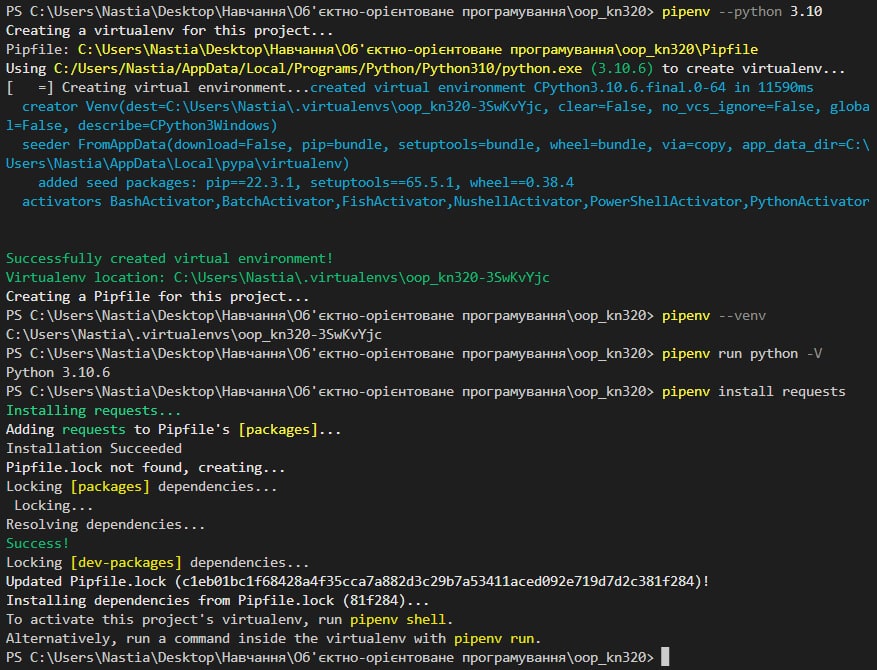 PS C:\Users\Nastia\Desktop\Навчання\Об'єктно-орієнтоване програмування\oop_kn320> pipenv --python 3.10
Creating a virtualenv for this project...
Pipfile: C:\Users\Nastia\Desktop\Навчання\Об'єктно-орієнтоване програмування\oop_kn320\Pipfile
Using C:/Users/Nastia/AppData/Local/Programs/Python/Python310/python.exe (3.10.6) to create virtualenv...
[   =] Creating virtual environment...created virtual environment CPython3.10.6.final.0-64 in 11590ms
  creator Venv(dest=C:\Users\Nastia\.virtualenvs\oop_kn320-3SwKvYjc, clear=False, no_vcs_ignore=False, globa
l=False, describe=CPython3Windows)
  seeder FromAppData(download=False, pip=bundle, setuptools=bundle, wheel=bundle, via=copy, app_data_dir=C:\
Users\Nastia\AppData\Local\pypa\virtualenv)
    added seed packages: pip==22.3.1, setuptools==65.5.1, wheel==0.38.4
  activators BashActivator,BatchActivator,FishActivator,NushellActivator,PowerShellActivator,PythonActivator
Successfully created virtual environment!
Virtualenv location: C:\Users\Nastia\.virtualenvs\oop_kn320-3SwKvYjc
Creating a Pipfile for this project...
PS C:\Users\Nastia\Desktop\Навчання\Об'єктно-орієнтоване програмування\oop_kn320> pipenv --venv
C:\Users\Nastia\.virtualenvs\oop_kn320-3SwKvYjc
PS C:\Users\Nastia\Desktop\Навчання\Об'єктно-орієнтоване програмування\oop_kn320> pipenv run python -V
Python 3.10.6
PS C:\Users\Nastia\Desktop\Навчання\Об'єктно-орієнтоване програмування\oop_kn320> pipenv install requests
Installing requests...
Adding requests to Pipfile's [packages]...
Installation Succeeded
Pipfile.lock not found, creating...
Locking [packages] dependencies...
 Locking...
Resolving dependencies...
Success!
Locking [dev-packages] dependencies...
Updated Pipfile.lock (c1eb01bc1f68428a4f35cca7a882d3c29b7a53411aced092e719d7d2c381f284)!
Installing dependencies from Pipfile.lock (81f284)...
To activate this project's virtualenv, run pipenv shell.
Alternatively, run a command inside the virtualenv with pipenv run.
PS C:\Users\Nastia\Desktop\Навчання\Об'єктно-орієнтоване програмування\oop_kn320>